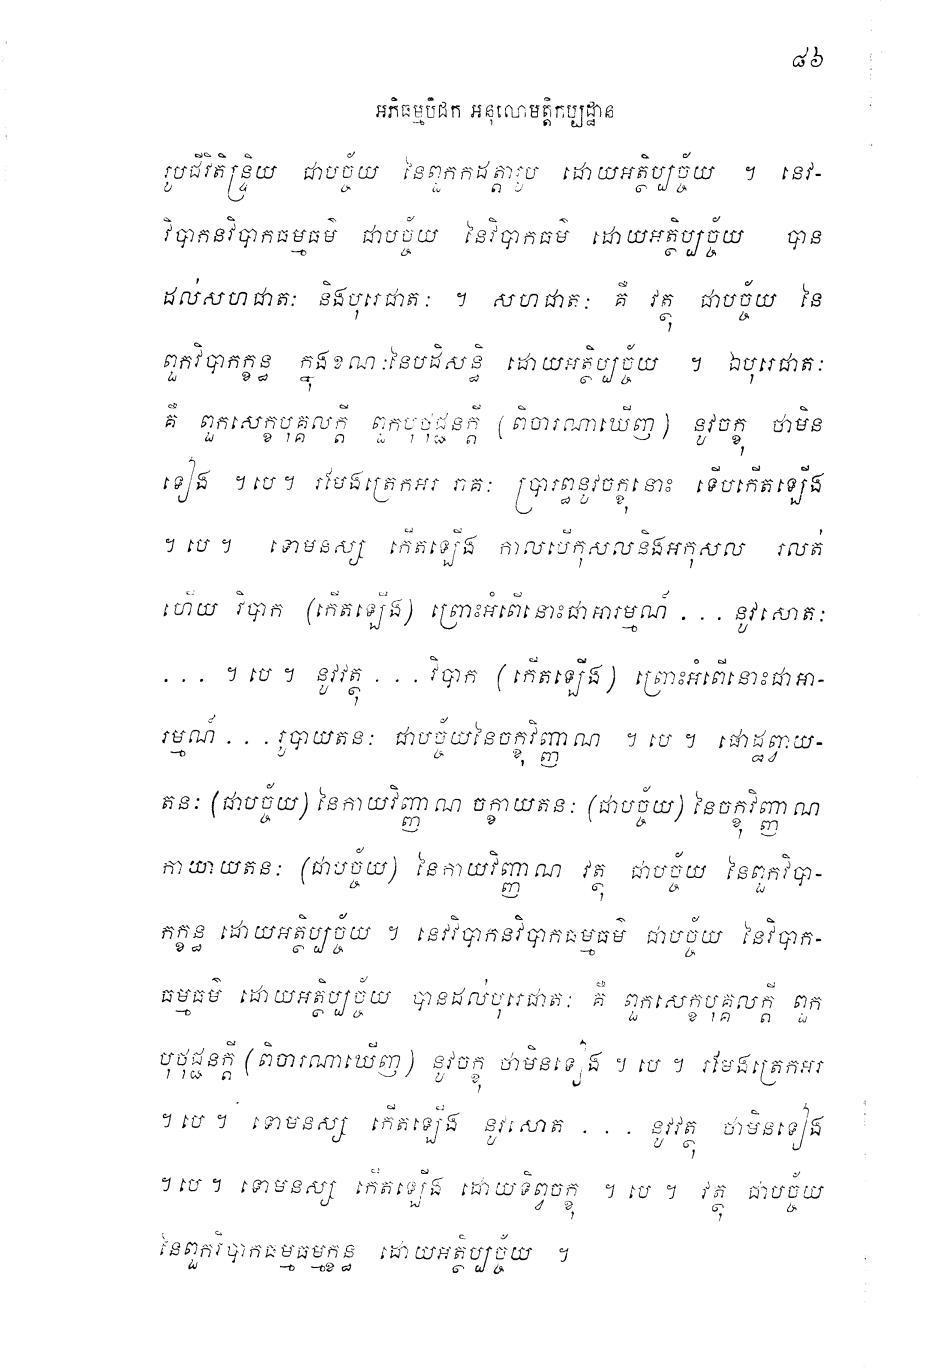 ៨៦
អភិធម្មបិដក អនុលោមត្តិកប្បដ្ឋាន
រូបជីវិតិន្ទ្រិយ ជាបច្ច័យ នៃពួកកដត្តារូប ដោយអត្ថិប្បច្ច័យ ។ នេវ-
វិបាកនវិបាកធម្មធម៌ ជាបច្ច័យ នៃវិបាកធម៌ ដោយអត្ថិប្បច្ច័យ បាន
ដល់សហជាតៈ និងបុរេជាតៈ ។ សហជាតៈ គឺ វត្ថុ ជាបច្ច័យ នៃ
ពួកវិបាកក្ខន្ធ ក្នុងខណៈនៃបដិសន្ធិ ដោយអត្ថិប្បច្ច័យ ។ ឯបុរេជាតៈ
គឺ ពួកសេក្ខបុគ្គលក្តី ពួកបុថុជ្ជនក្តី (ពិចារណាឃើញ) នូវចក្ខុ ថាមិន
ទៀង ។ បេ ។ រមែងត្រេកអរ រាគៈ ប្រារព្ធនូវចក្ខុនោះ ទើបកើតឡើង
។ បេ ។ ទោមនស្ស កើតឡើង កាលបើកុសលនិងអកុសល រលត់
ហើយ វិបាក (កើតឡើង) ព្រោះអំពើនោះជាអារម្មណ៍ . . . នូវសោតៈ
. . . ។ បេ ។ នូវវត្ថុ . . . វិបាក (កើតឡើង) ព្រោះអំពើនោះជាអា-
រម្មណ៍ . . . រូបាយតនៈ ជាបច្ច័យនៃចក្ខុវិញ្ញាណ ។ បេ ។ ផោដ្ឋព្វាយ-
តនៈ (ជាបច្ច័យ) នៃកាយវិញ្ញាណ ចក្ខាយតនៈ (ជាបច្ច័យ) នៃចក្ខុវិញ្ញាណ
កាយាយតនៈ (ជាបច្ច័យ) នៃកាយវិញ្ញាណ វត្ថុ ជាបច្ច័យ នៃពួកវិបា-
កក្ខន្ធ ដោយអត្ថិប្បច្ច័យ ។ នេវវិបាកនវិបាកធម្មធម៌ ជាបច្ច័យ នៃវិបាក-
ធម្មធម៌ ដោយអត្ថិប្បច្ច័យ បានដល់បុរេជាតៈ គឺ ពួកសេក្ខបុគ្គលក្តី ពួក
បុថុជ្ជនក្តី (ពិចារណាឃើញ) នូវចក្ខុ ថាមិនទៀង ។ បេ ។ រមែងត្រេកអរ
។ បេ ។ ទោមនស្ស កើតឡើង នូវសោត . . . នូវវត្ថុ ថាមិនទៀង
។ បេ ។ ទោមនស្ស កើតឡើង ដោយទិព្វចក្ខុ ។ បេ ។ វត្ថុ ជាបច្ច័យ
នៃពួកវិបាកធម្មធម្មក្ខន្ធ ដោយអត្ថិប្បច្ច័យ ។